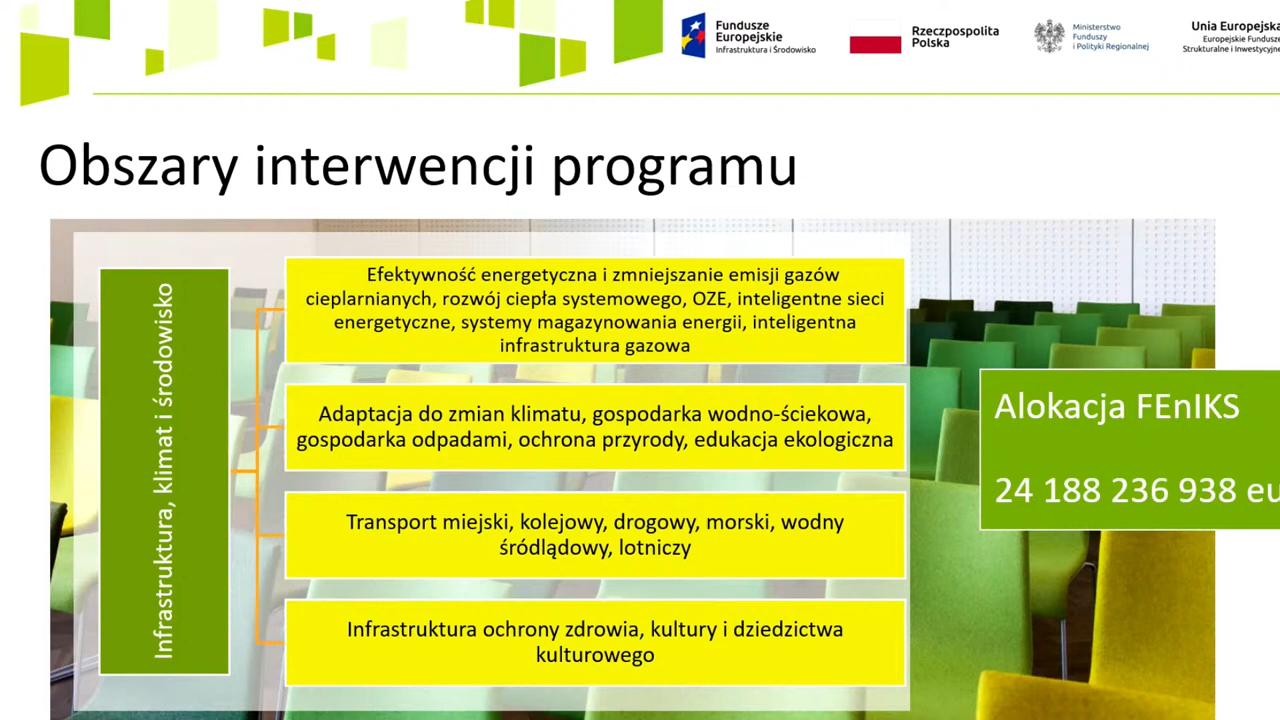 Fundusze
Europejskie
Infrastruktura i Środowisko
Rzeczpospolita
Polska
Ministerstwo
Funduszy
i Polityki Regionalnej
Unia Europejska
Europejskie Fundusze
Strukturalne i Inwestycyjne
Obszary interwencji programu
Infrastruktura, klimat i środowisko
Efektywność energetyczna i zmniejszanie emisji gazów
cieplarnianych, rozwój ciepła systemowego, OZE, inteligentne sieci
energetyczne, systemy magazynowania energii, inteligentna
infrastruktura gazowa
Adaptacja do zmian klimatu, gospodarka wodno-ściekowa,
gospodarka odpadami, ochrona przyrody, edukacja ekologiczna
Transport miejski, kolejowy, drogowy, morski, wodny
śródlądowy, lotniczy
Infrastruktura ochrony zdrowia, kultury i dziedzictwa
kulturowego
Alokacja FEnIKS
24 188 236 938 eu